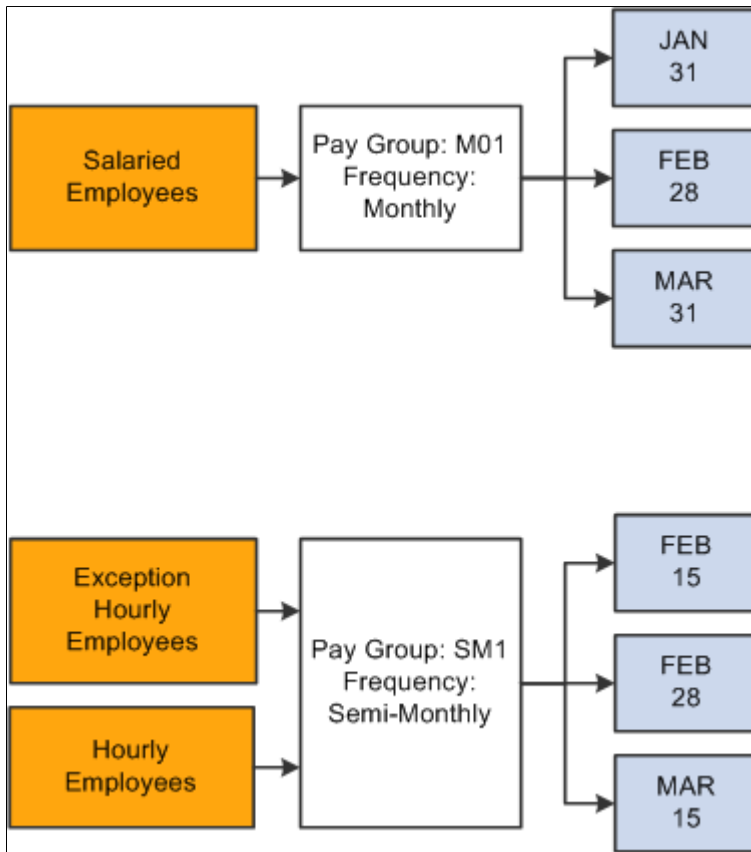 Salaried
Employees
Pay Group: M01
Frequency:
Monthly
JAN
31
FEB
28
MAR
31
Exception
Hourly
Employees
Hourly
Employees
Pay Group: SM1
Frequency:
Semi-Monthly
FEB
15
FEB
28
MAR
15